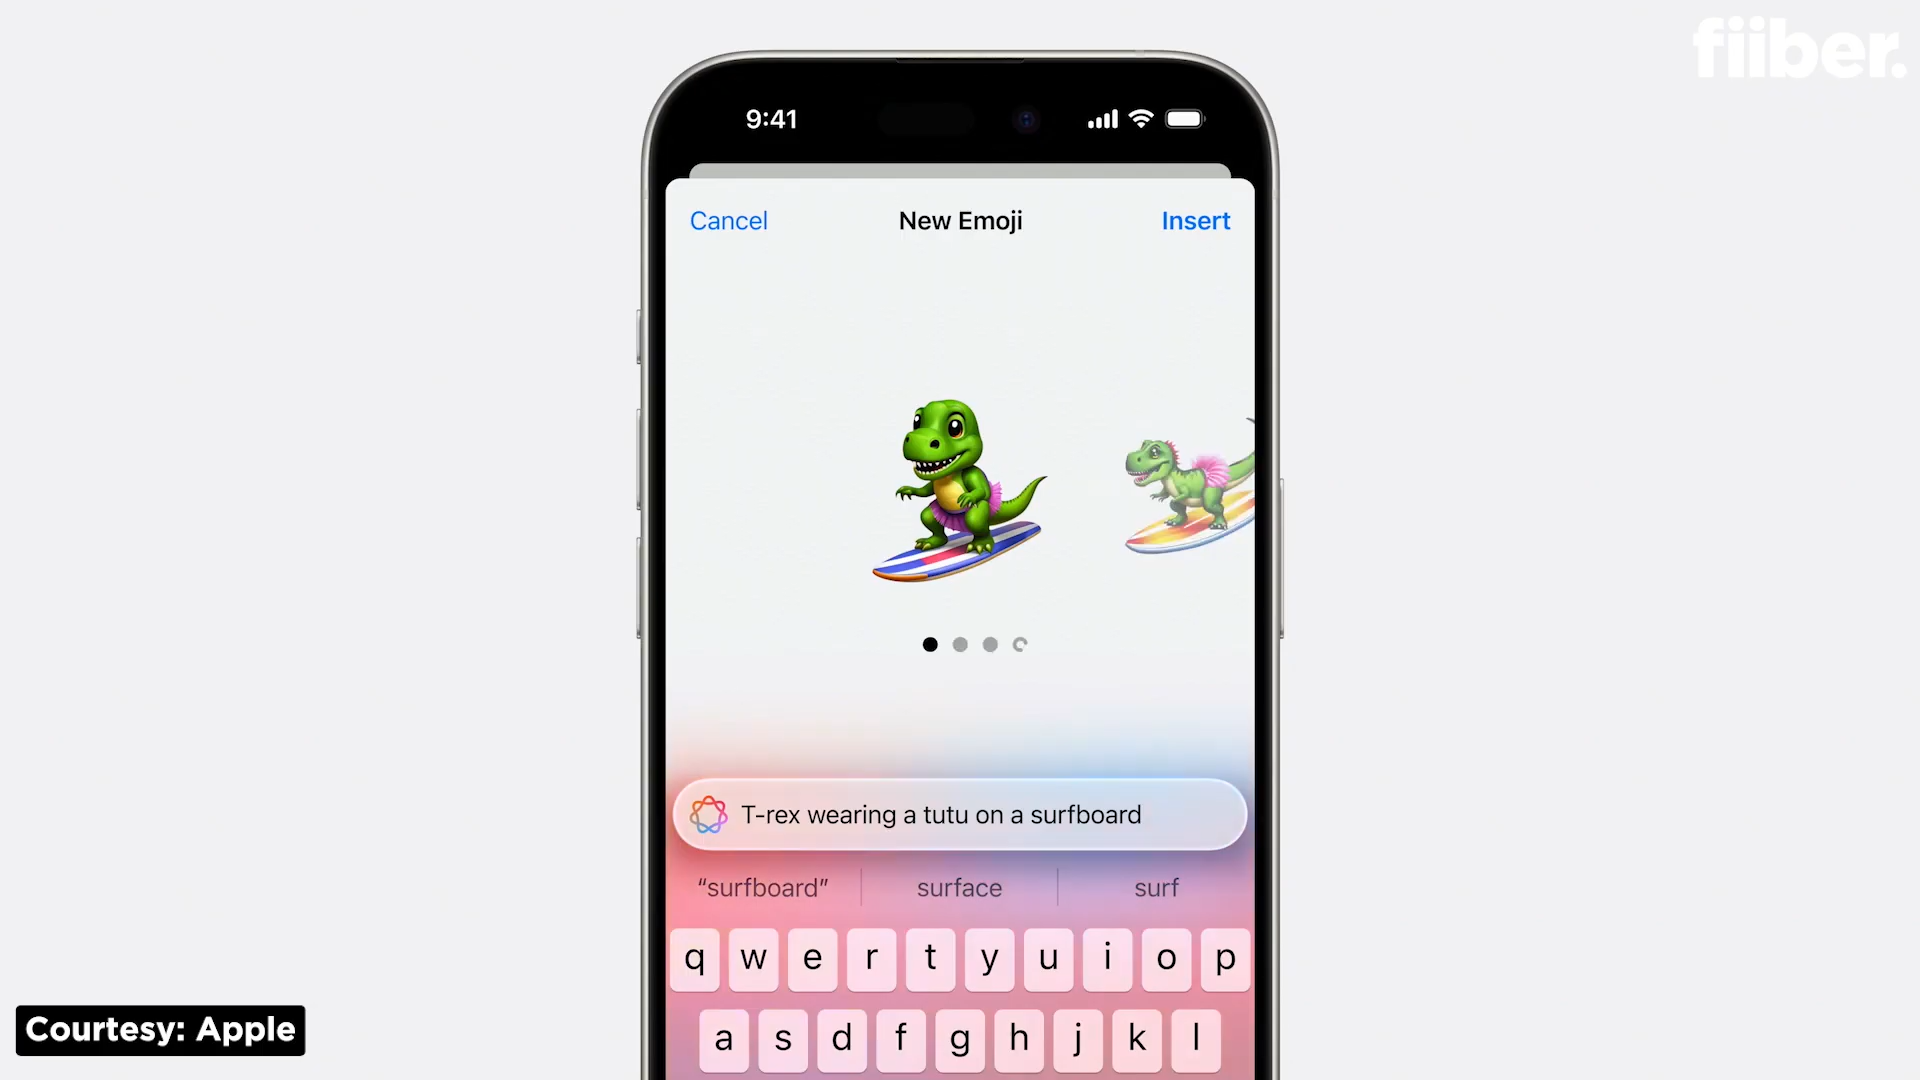 fiiber.
9:41
Cancel New Emoji Insert
T-rex wearing a tutu on a surfboard
“surfboard” surface surf
q w e r t y u i o p
a s d f g h j k l
Courtesy: Apple